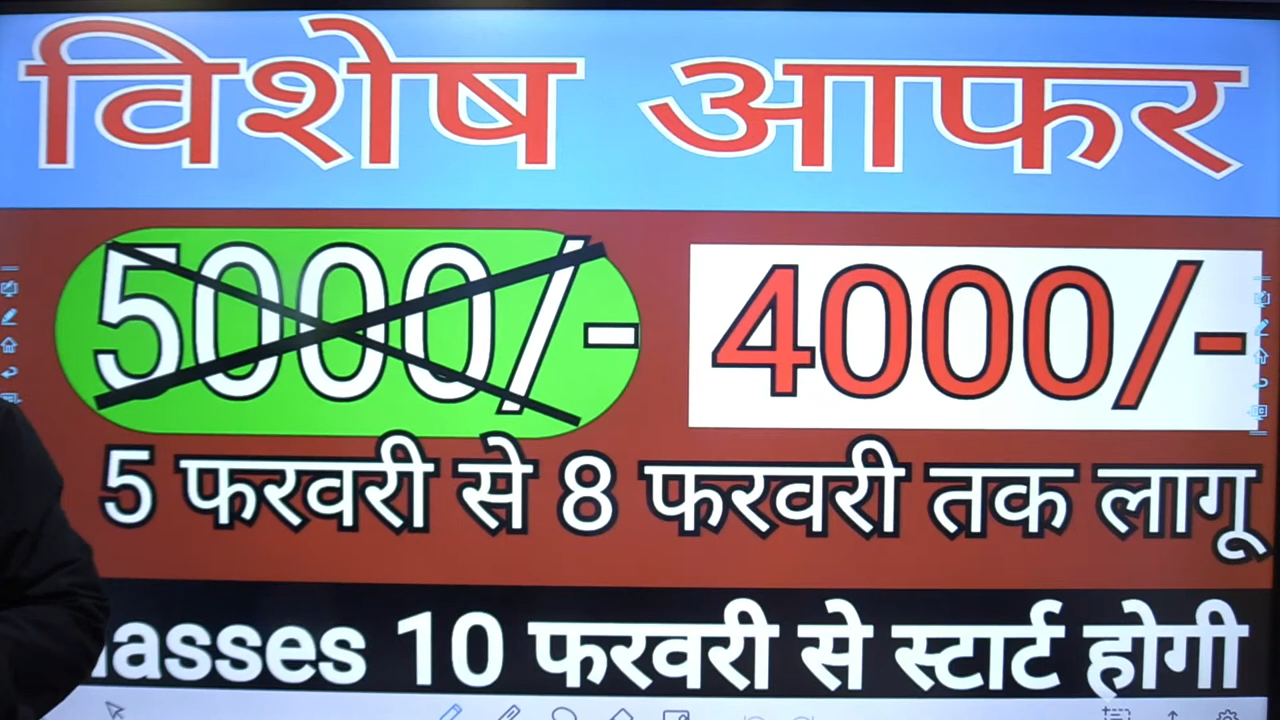 विशेष आफर
5000/- 4000/-
5 फरवरी से 8 फरवरी तक लागू
lasses 10 फरवरी से स्टार्ट होगी